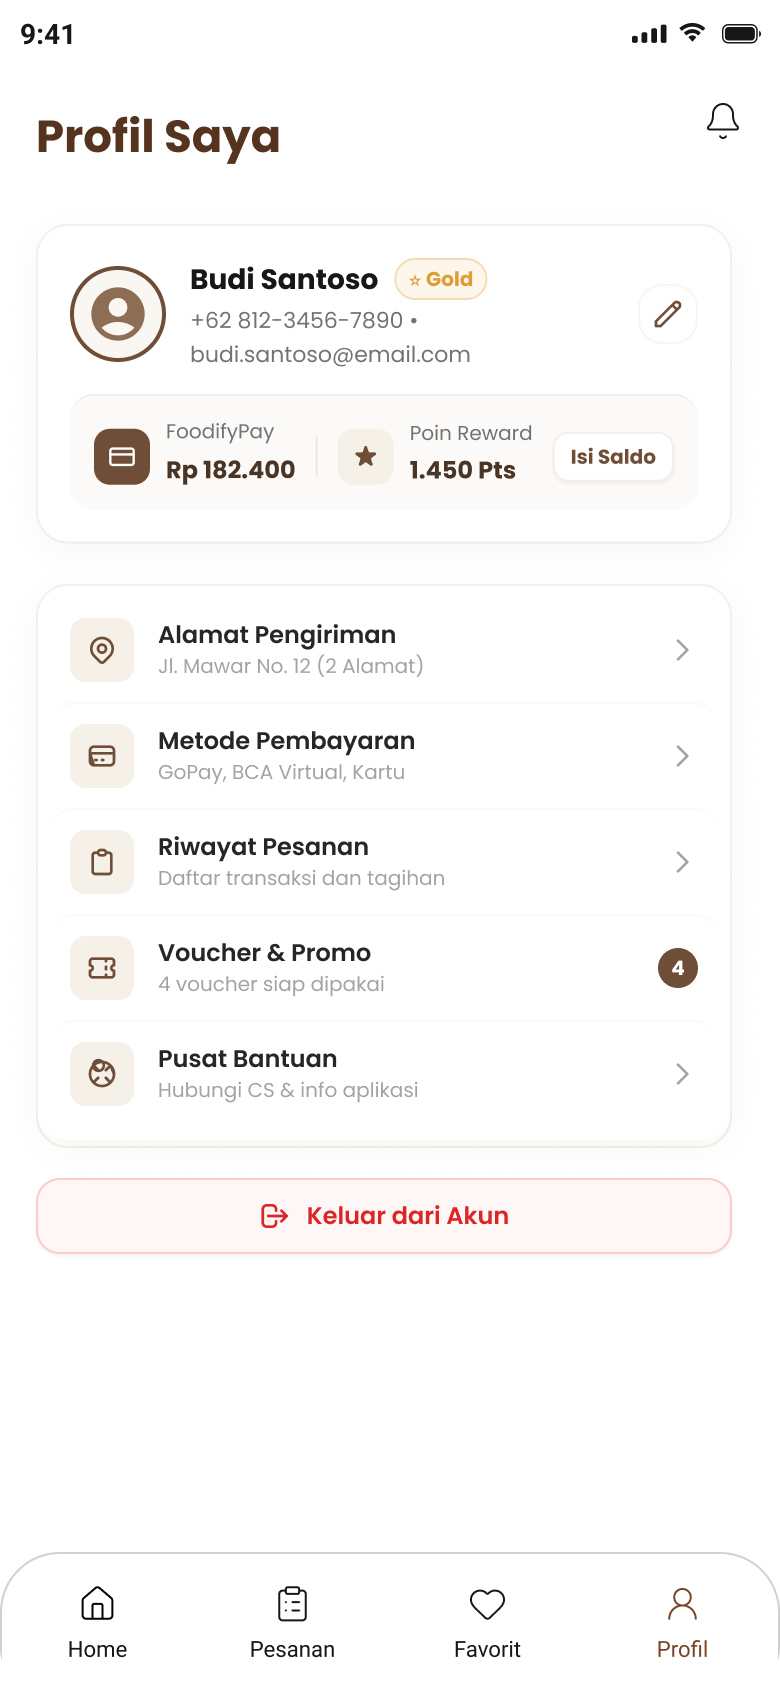 9:41
Profil Saya
Budi Santoso
☆ Gold
+62 812-3456-7890 •
budi.santoso@email.com
FoodifyPay
Rp 182.400
Poin Reward
1.450 Pts
Isi Saldo
Alamat Pengiriman
Jl. Mawar No. 12 (2 Alamat)
Metode Pembayaran
GoPay, BCA Virtual, Kartu
Riwayat Pesanan
Daftar transaksi dan tagihan
Voucher & Promo
4 voucher siap dipakai
4
Pusat Bantuan
Hubungi CS & info aplikasi
Keluar dari Akun
Home
Pesanan
Favorit
Profil